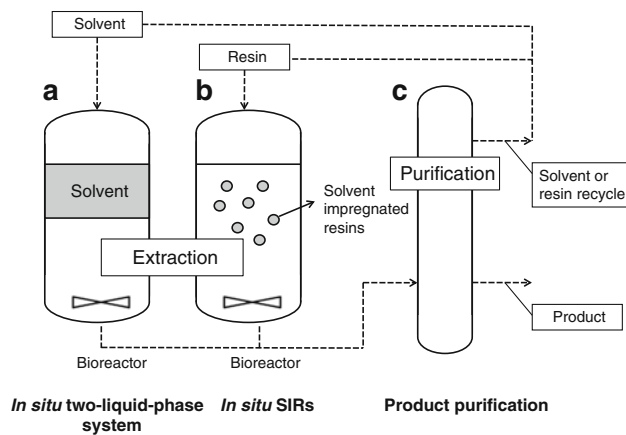 Solvent
Resin
a
b
c
Solvent
Solvent
impregnated
resins
Purification
Solvent or
resin recycle
Extraction
Product
Bioreactor
Bioreactor
In situ two-liquid-phase
system
In situ SIRs
Product purification